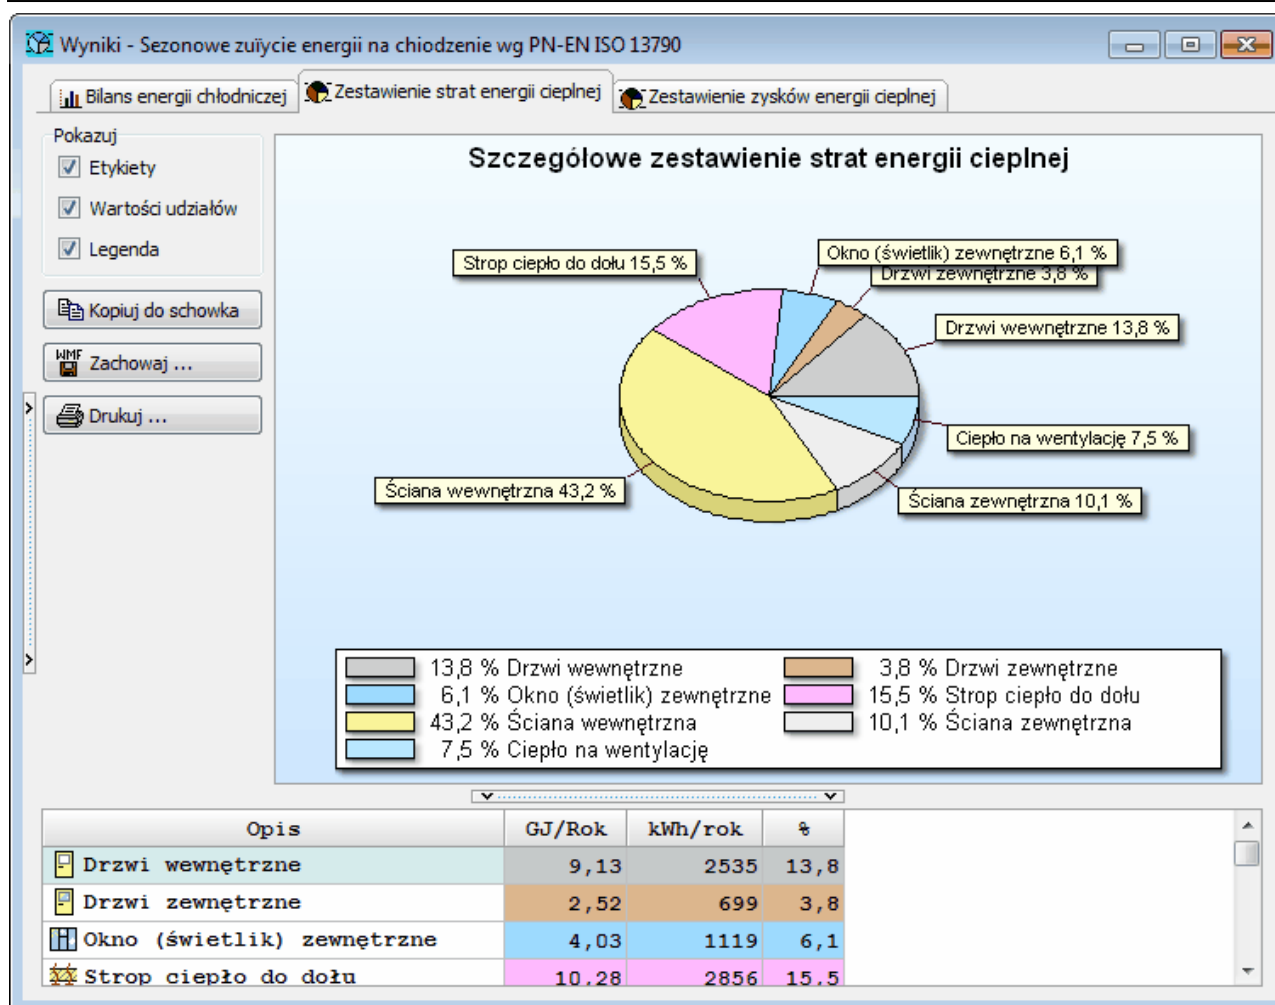 Wyniki - Sezonowe zuïycie energii na chiodzenie wg PN-EN ISO 13790
Bilans energii chłodniczej
Zestawienie strat energii cieplnej
Zestawienie zysków energii cieplnej
Pokazuj
Etykiety
Wartości udziałów
Legenda
Kopiuj do schowka
WMF Zachowaj ...
Drukuj ...
Szczegółowe zestawienie strat energii cieplnej
Okno (świetlik) zewnętrzne 6,1 %
Strop ciepło do dołu 15,5 %
Drzwi zewnętrzne 3,8 %
Drzwi wewnętrzne 13,8 %
Ciepło na wentylację 7,5 %
Ściana wewnętrzna 43,2 %
Ściana zewnętrzna 10,1 %
13,8 % Drzwi wewnętrzne
3,8 % Drzwi zewnętrzne
6,1 % Okno (świetlik) zewnętrzne
15,5 % Strop ciepło do dołu
43,2 % Ściana wewnętrzna
10,1 % Ściana zewnętrzna
7,5 % Ciepło na wentylację
Opis GJ/Rok kWh/rok %
Drzwi wewnętrzne 9,13 2535 13,8
Drzwi zewnętrzne 2,52 699 3,8
Okno (świetlik) zewnętrzne 4,03 1119 6,1
Strop ciepło do dołu 10,28 2856 15,5